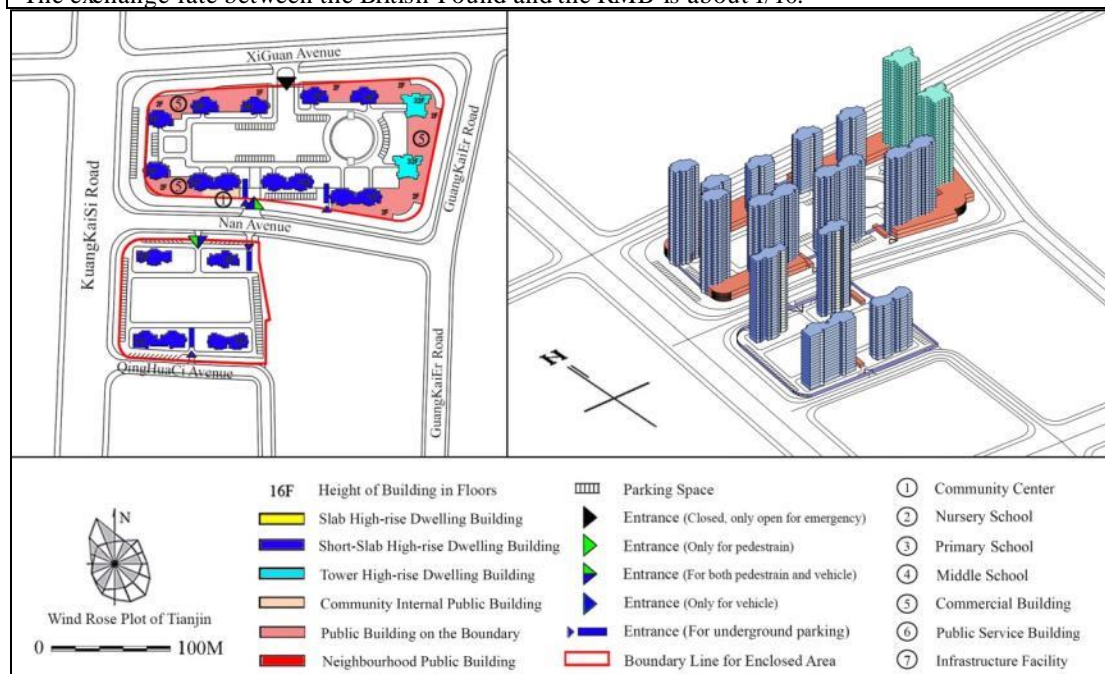 The exchange rate between the British Pound and the RMB is about 1/10.
XiGuan Avenue
KuangKaiSi Road
GuangKaiEr Road
Nan Avenue
QingHuaCi Avenue
GuangKaiEr Road
5
5
5
1
N
N
Wind Rose Plot of Tianjin
0 100M
16F Height of Building in Floors
Slab High-rise Dwelling Building
Short-Slab High-rise Dwelling Building
Tower High-rise Dwelling Building
Community Internal Public Building
Public Building on the Boundary
Neighbourhood Public Building
Parking Space
Entrance (Closed, only open for emergency)
Entrance (Only for pedestrain)
Entrance (For both pedestrain and vehicle)
Entrance (Only for vehicle)
Entrance (For underground parking)
Boundary Line for Enclosed Area
1 Community Center
2 Nursery School
3 Primary School
4 Middle School
5 Commercial Building
6 Public Service Building
7 Infrastructure Facility